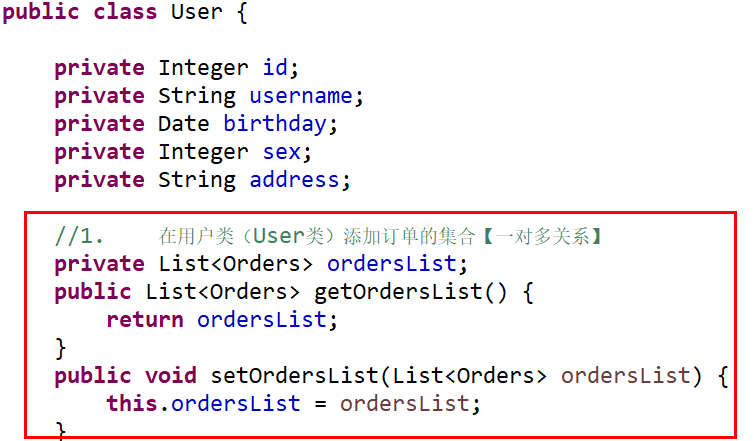 public class User {
private Integer id;
private String username;
private Date birthday;
private Integer sex;
private String address;
//1. 在用户类（User类）添加订单的集合【一对多关系】
private List<Orders> ordersList;
public List<Orders> getOrdersList() {
return ordersList;
}
public void setOrdersList(List<Orders> ordersList) {
this.ordersList = ordersList;
}